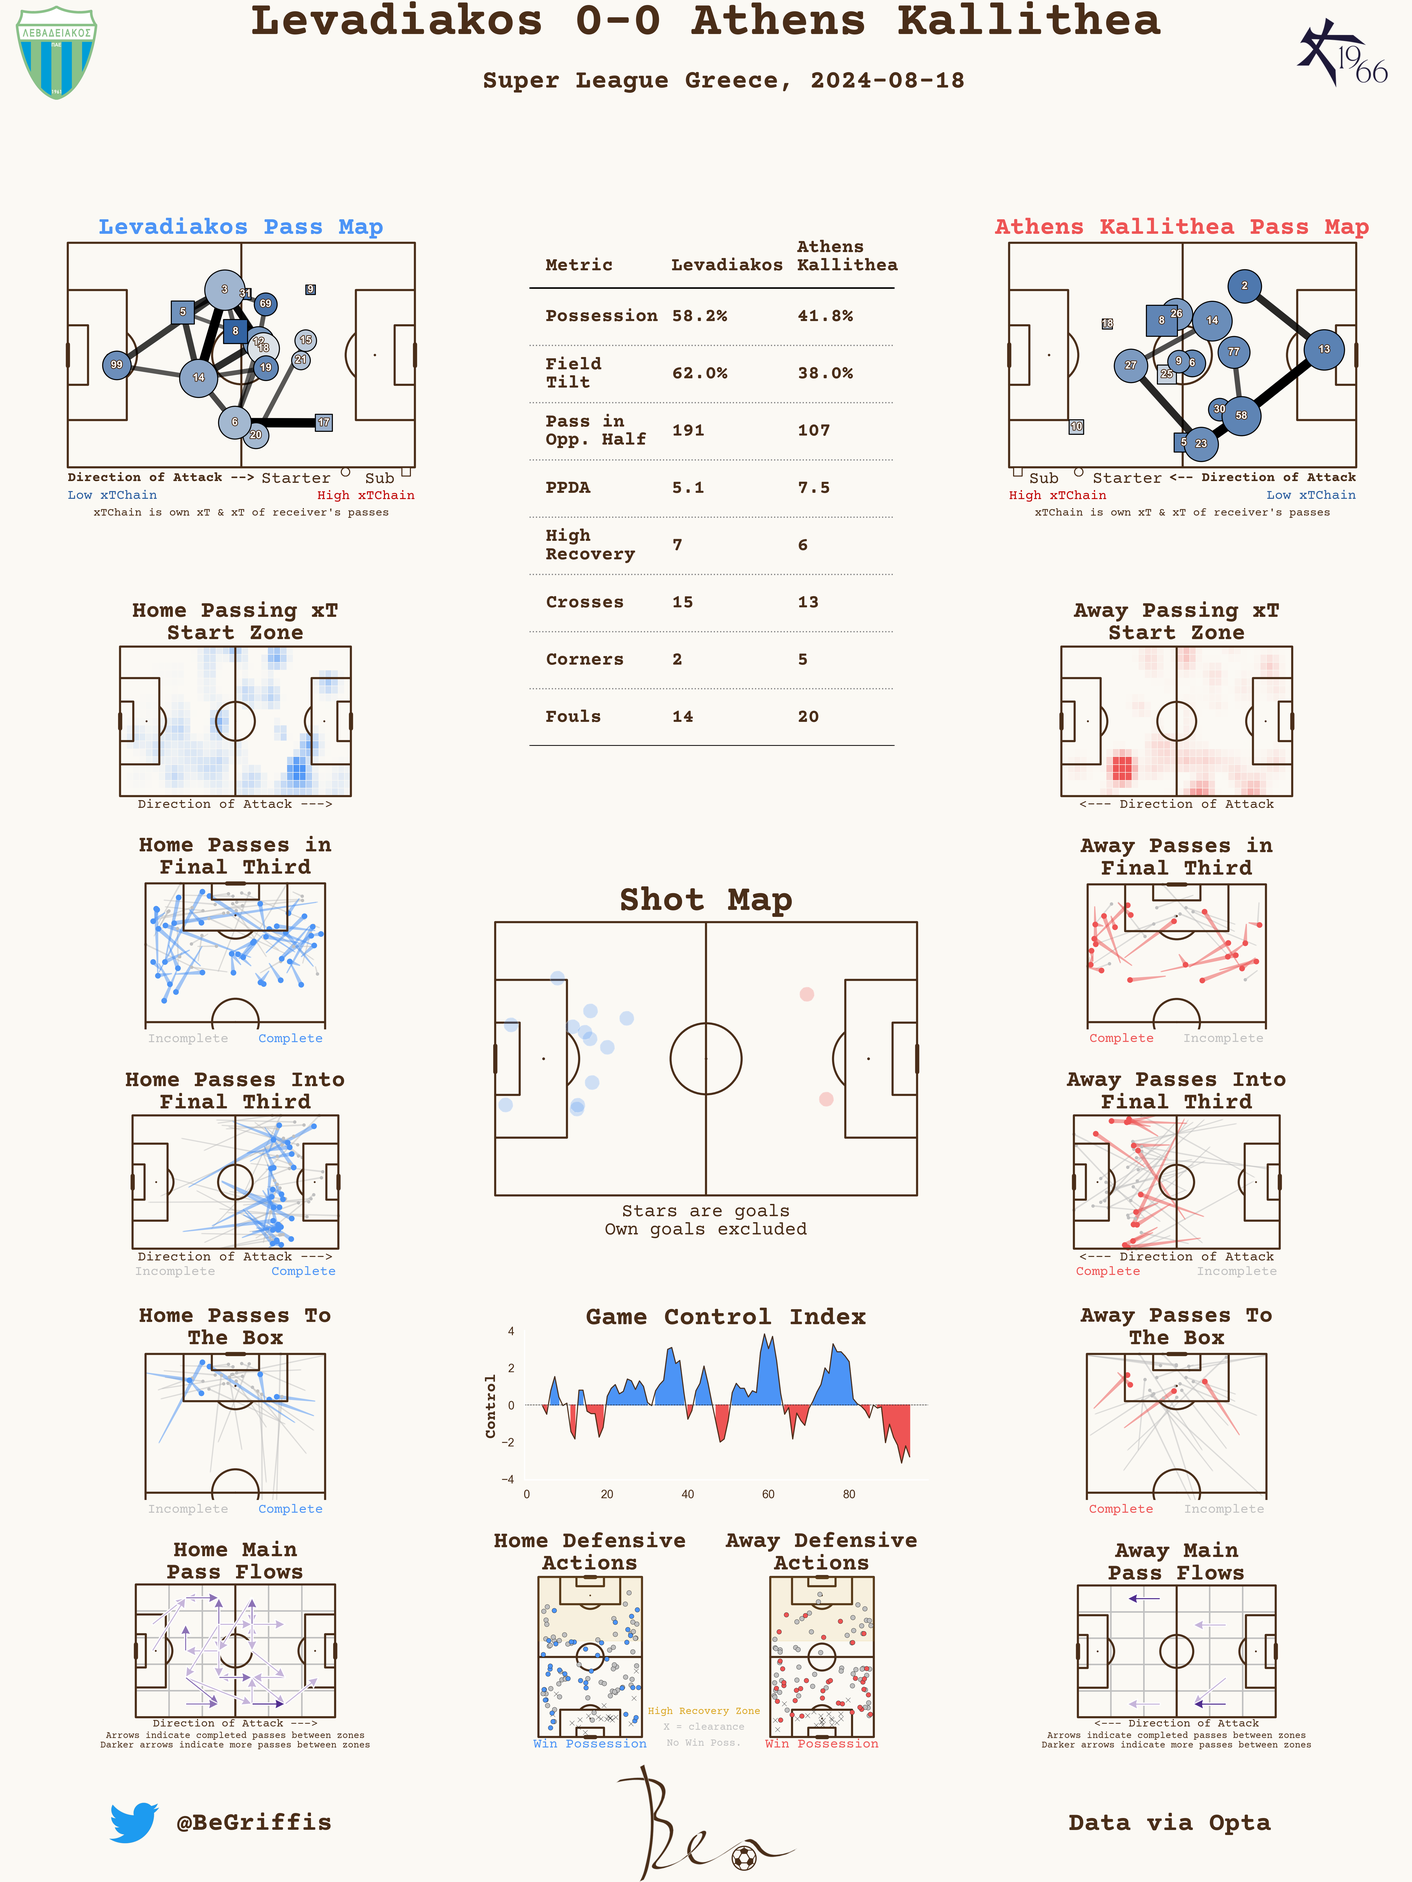 Levadiakos 0-0 Athens Kallithea
Super League Greece, 2024-08-18
ΛΕΒΑΔΕΙΑΚΟΣ
1966
Levadiakos Pass Map
3
31
9
5
69
8
12
18
15
21
99
14
19
6
20
17
Direction of Attack --> Starter Sub
Low xTChain High xTChain
xTChain is own xT & xT of receiver's passes
Metric Levadiakos Athens Kallithea
Possession 58.2% 41.8%
Field Tilt 62.0% 38.0%
Pass in Opp. Half 191 107
PPDA 5.1 7.5
High Recovery 7 6
Crosses 15 13
Corners 2 5
Fouls 14 20
Athens Kallithea Pass Map
2
18
8
26
14
13
77
27
9
6
25
30
58
10
5
23
Sub Starter <-- Direction of Attack
High xTChain Low xTChain
xTChain is own xT & xT of receiver's passes
Home Passing xT
Start Zone
Direction of Attack --->
Away Passing xT
Start Zone
<--- Direction of Attack
Home Passes in
Final Third
Incomplete Complete
Away Passes in
Final Third
Complete Incomplete
Shot Map
Stars are goals
Own goals excluded
Home Passes Into
Final Third
Direction of Attack --->
Incomplete Complete
Away Passes Into
Final Third
<--- Direction of Attack
Complete Incomplete
Home Passes To
The Box
Incomplete Complete
Game Control Index
Control
4
2
0
−2
−4
0 20 40 60 80
Away Passes To
The Box
Complete Incomplete
Home Main
Pass Flows
Direction of Attack --->
Arrows indicate completed passes between zones
Darker arrows indicate more passes between zones
Home Defensive
Actions
Win Possession
High Recovery Zone
X = clearance
No Win Poss.
Away Defensive
Actions
Win Possession
Away Main
Pass Flows
<--- Direction of Attack
Arrows indicate completed passes between zones
Darker arrows indicate more passes between zones
@BeGriffis
Ben
Data via Opta